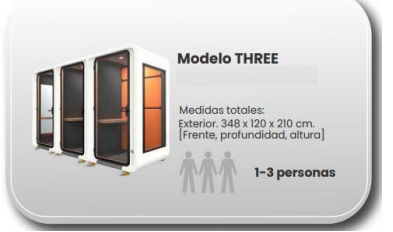 Modelo THREE
Medidas totales:
Exterior. 348 x 120 x 210 cm.
[Frente, profundidad, altura]
1-3 personas